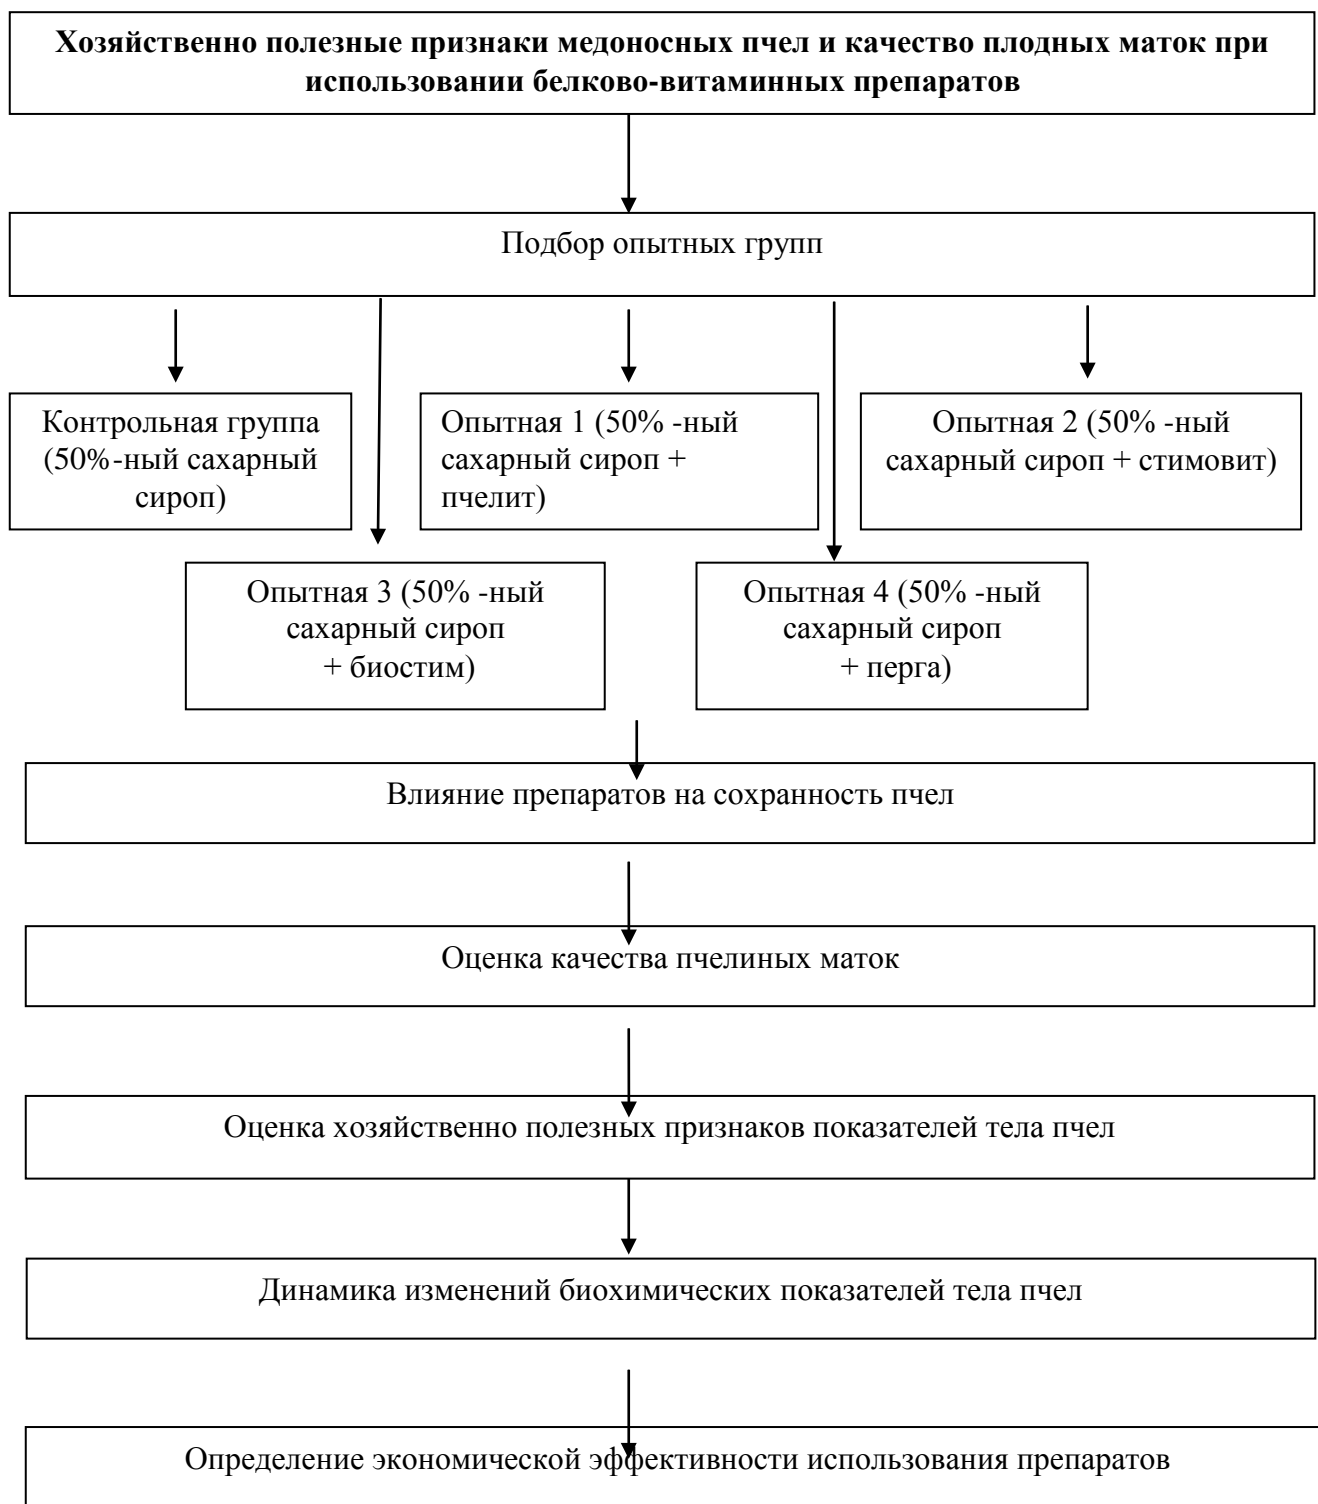 Хозяйственно полезные признаки медоносных пчел и качество плодных маток при
использовании белково-витаминных препаратов
Подбор опытных групп
Контрольная группа
(50%-ный сахарный
сироп)
Опытная 1 (50% -ный
сахарный сироп +
пчелит)
Опытная 2 (50% -ный
сахарный сироп + стимовит)
Опытная 3 (50% -ный
сахарный сироп
+ биостим)
Опытная 4 (50% -ный
сахарный сироп
+ перга)
Влияние препаратов на сохранность пчел
Оценка качества пчелиных маток
Оценка хозяйственно полезных признаков показателей тела пчел
Динамика изменений биохимических показателей тела пчел
Определение экономической эффективности использования препаратов